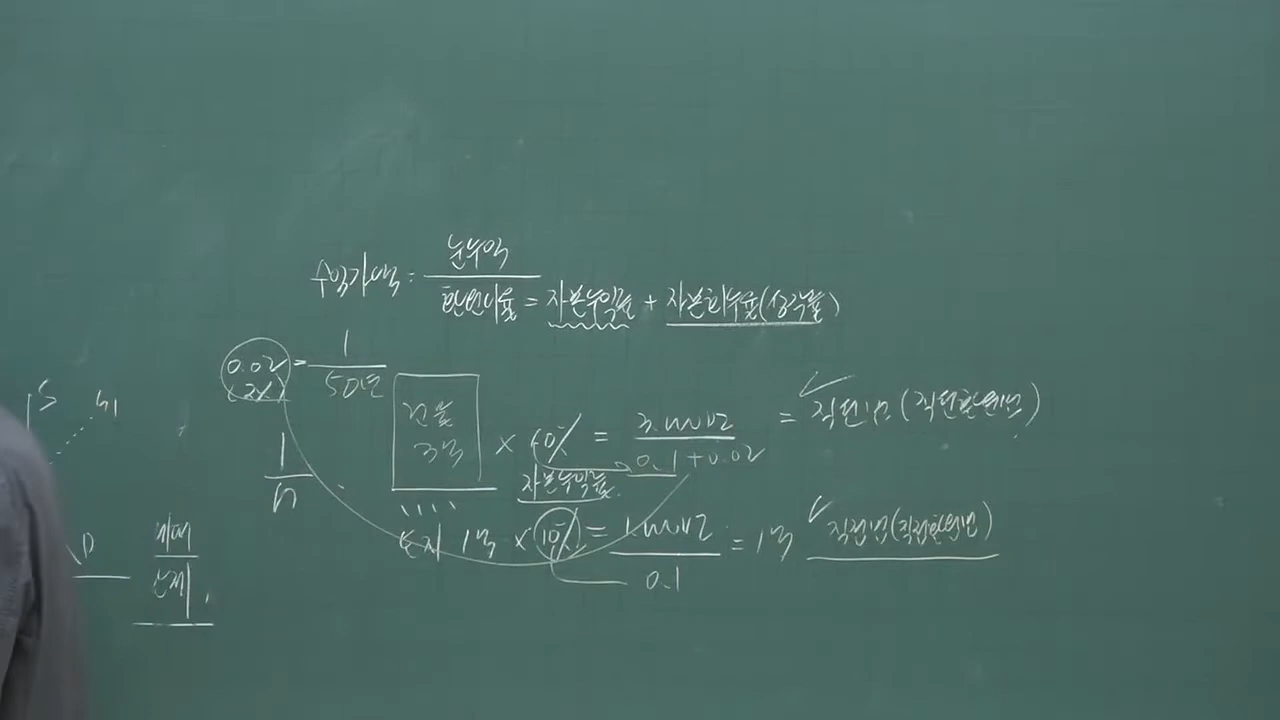 수익가액 = 순수익 / 환원이율 = 자본수익률 + 자본회수율(상각률)
0.02 (2%) = 1 / 50년
S S1
1 / n
건물 3억 × 10% = 3,000만 / 0.1 + 0.02 = 직선법 (직선환원법)
자본수익률
토지 1억 × 10% = 1,000만 / 0.1 = 1억 직접법(직접환원법)
D